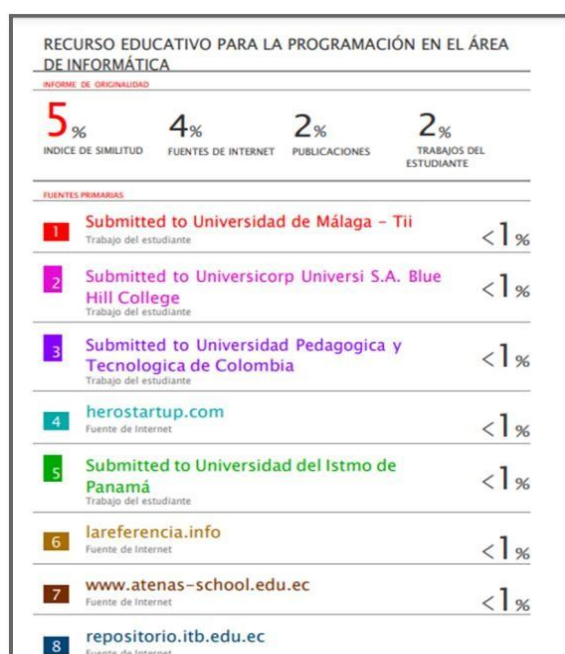 RECURSO EDUCATIVO PARA LA PROGRAMACIÓN EN EL ÁREA
DE INFORMÁTICA
INFORME DE ORIGINALIDAD
5% 4% 2% 2%
INDICE DE SIMILITUD FUENTES DE INTERNET PUBLICACIONES TRABAJOS DEL
ESTUDIANTE
FUENTES PRIMARIAS
1 Submitted to Universidad de Málaga – Tii <1%
Trabajo del estudiante
2 Submitted to Universicorp Universi S.A. Blue <1%
Hill College
Trabajo del estudiante
3 Submitted to Universidad Pedagogica y <1%
Tecnologica de Colombia
Trabajo del estudiante
4 herostartup.com <1%
Fuente de Internet
5 Submitted to Universidad del Istmo de <1%
Panamá
Trabajo del estudiante
6 lareferencia.info <1%
Fuente de Internet
7 www.atenas-school.edu.ec <1%
Fuente de Internet
8 repositorio.itb.edu.ec
Fuente de Internet